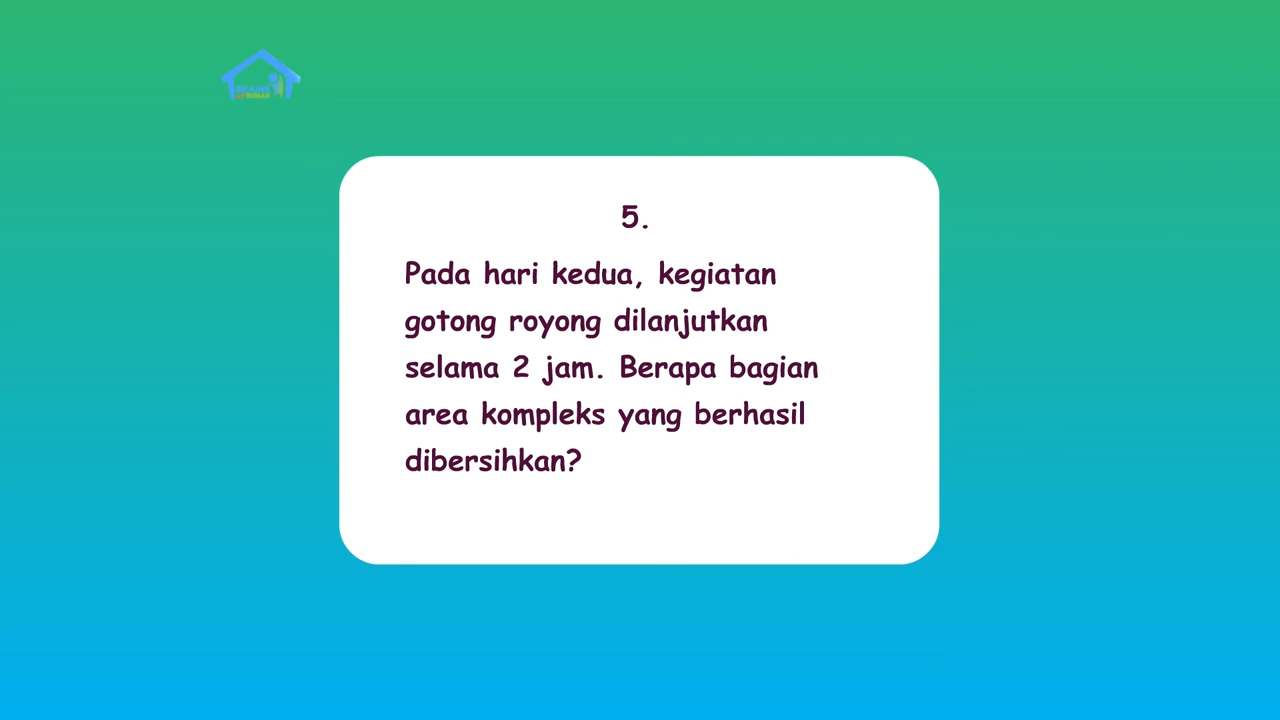 5.
Pada hari kedua, kegiatan
gotong royong dilanjutkan
selama 2 jam. Berapa bagian
area kompleks yang berhasil
dibersihkan?